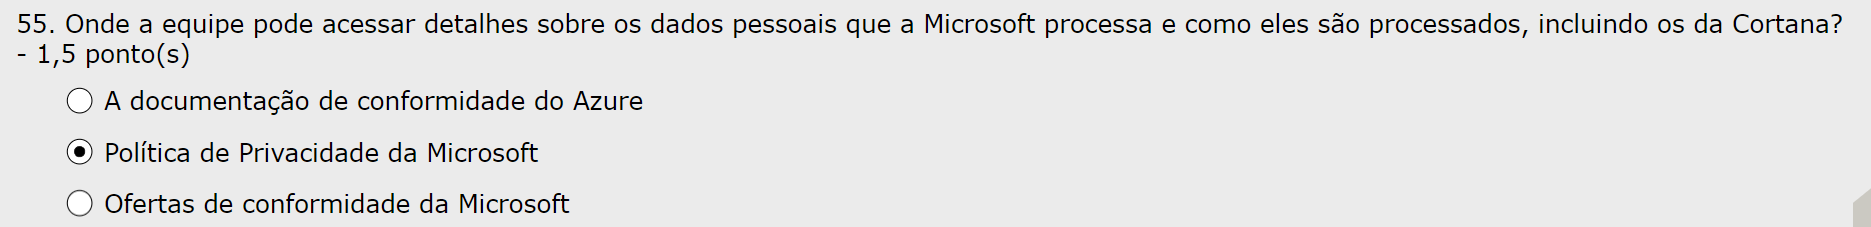 55. Onde a equipe pode acessar detalhes sobre os dados pessoais que a Microsoft processa e como eles são processados, incluindo os da Cortana?
- 1,5 ponto(s)
A documentação de conformidade do Azure
Política de Privacidade da Microsoft
Ofertas de conformidade da Microsoft